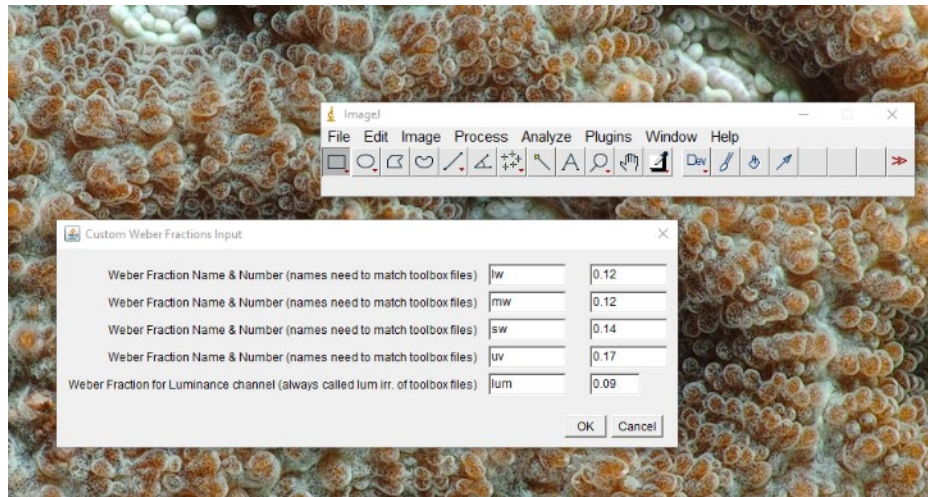 ImageJ
File Edit Image Process Analyze Plugins Window Help
A Dev
Custom Weber Fractions Input
Weber Fraction Name & Number (names need to match toolbox files) lw 0.12
Weber Fraction Name & Number (names need to match toolbox files) mw 0.12
Weber Fraction Name & Number (names need to match toolbox files) sw 0.14
Weber Fraction Name & Number (names need to match toolbox files) uv 0.17
Weber Fraction for Luminance channel (always called lum irr. of toolbox files) lum 0.09
OK Cancel